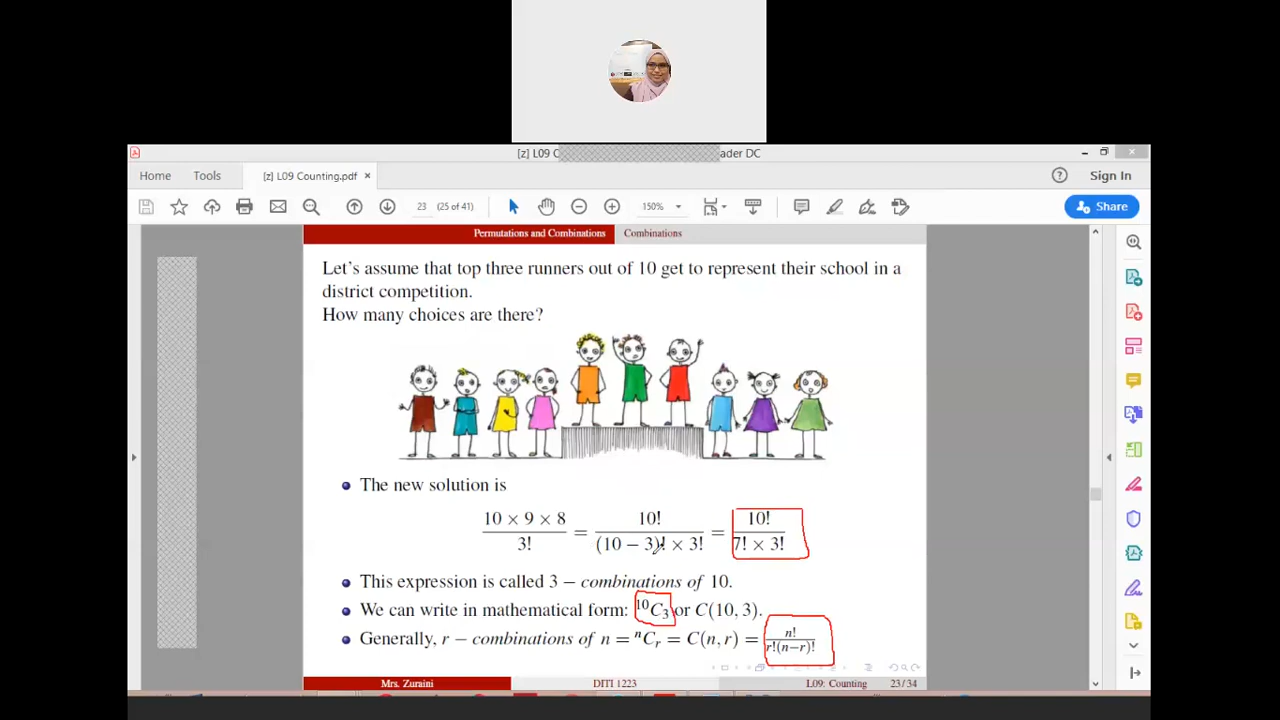 [z] L09 C
ader DC
Home
Tools
[z] L09 Counting.pdf
×
Sign In
23
(25 of 41)
150%
Share
Permutations and Combinations
Combinations
Let's assume that top three runners out of 10 get to represent their school in a
district competition.
How many choices are there?
The new solution is
10 × 9 × 8 / 3! = 10! / (10 − 3)! × 3! = 10! / 7! × 3!
This expression is called 3 − combinations of 10.
We can write in mathematical form: ¹⁰C₃ or C(10, 3).
Generally, r − combinations of n = ⁿCᵣ = C(n, r) = n! / r!(n−r)!
Mrs. Zuraini
DITI 1223
L09: Counting
23 / 34